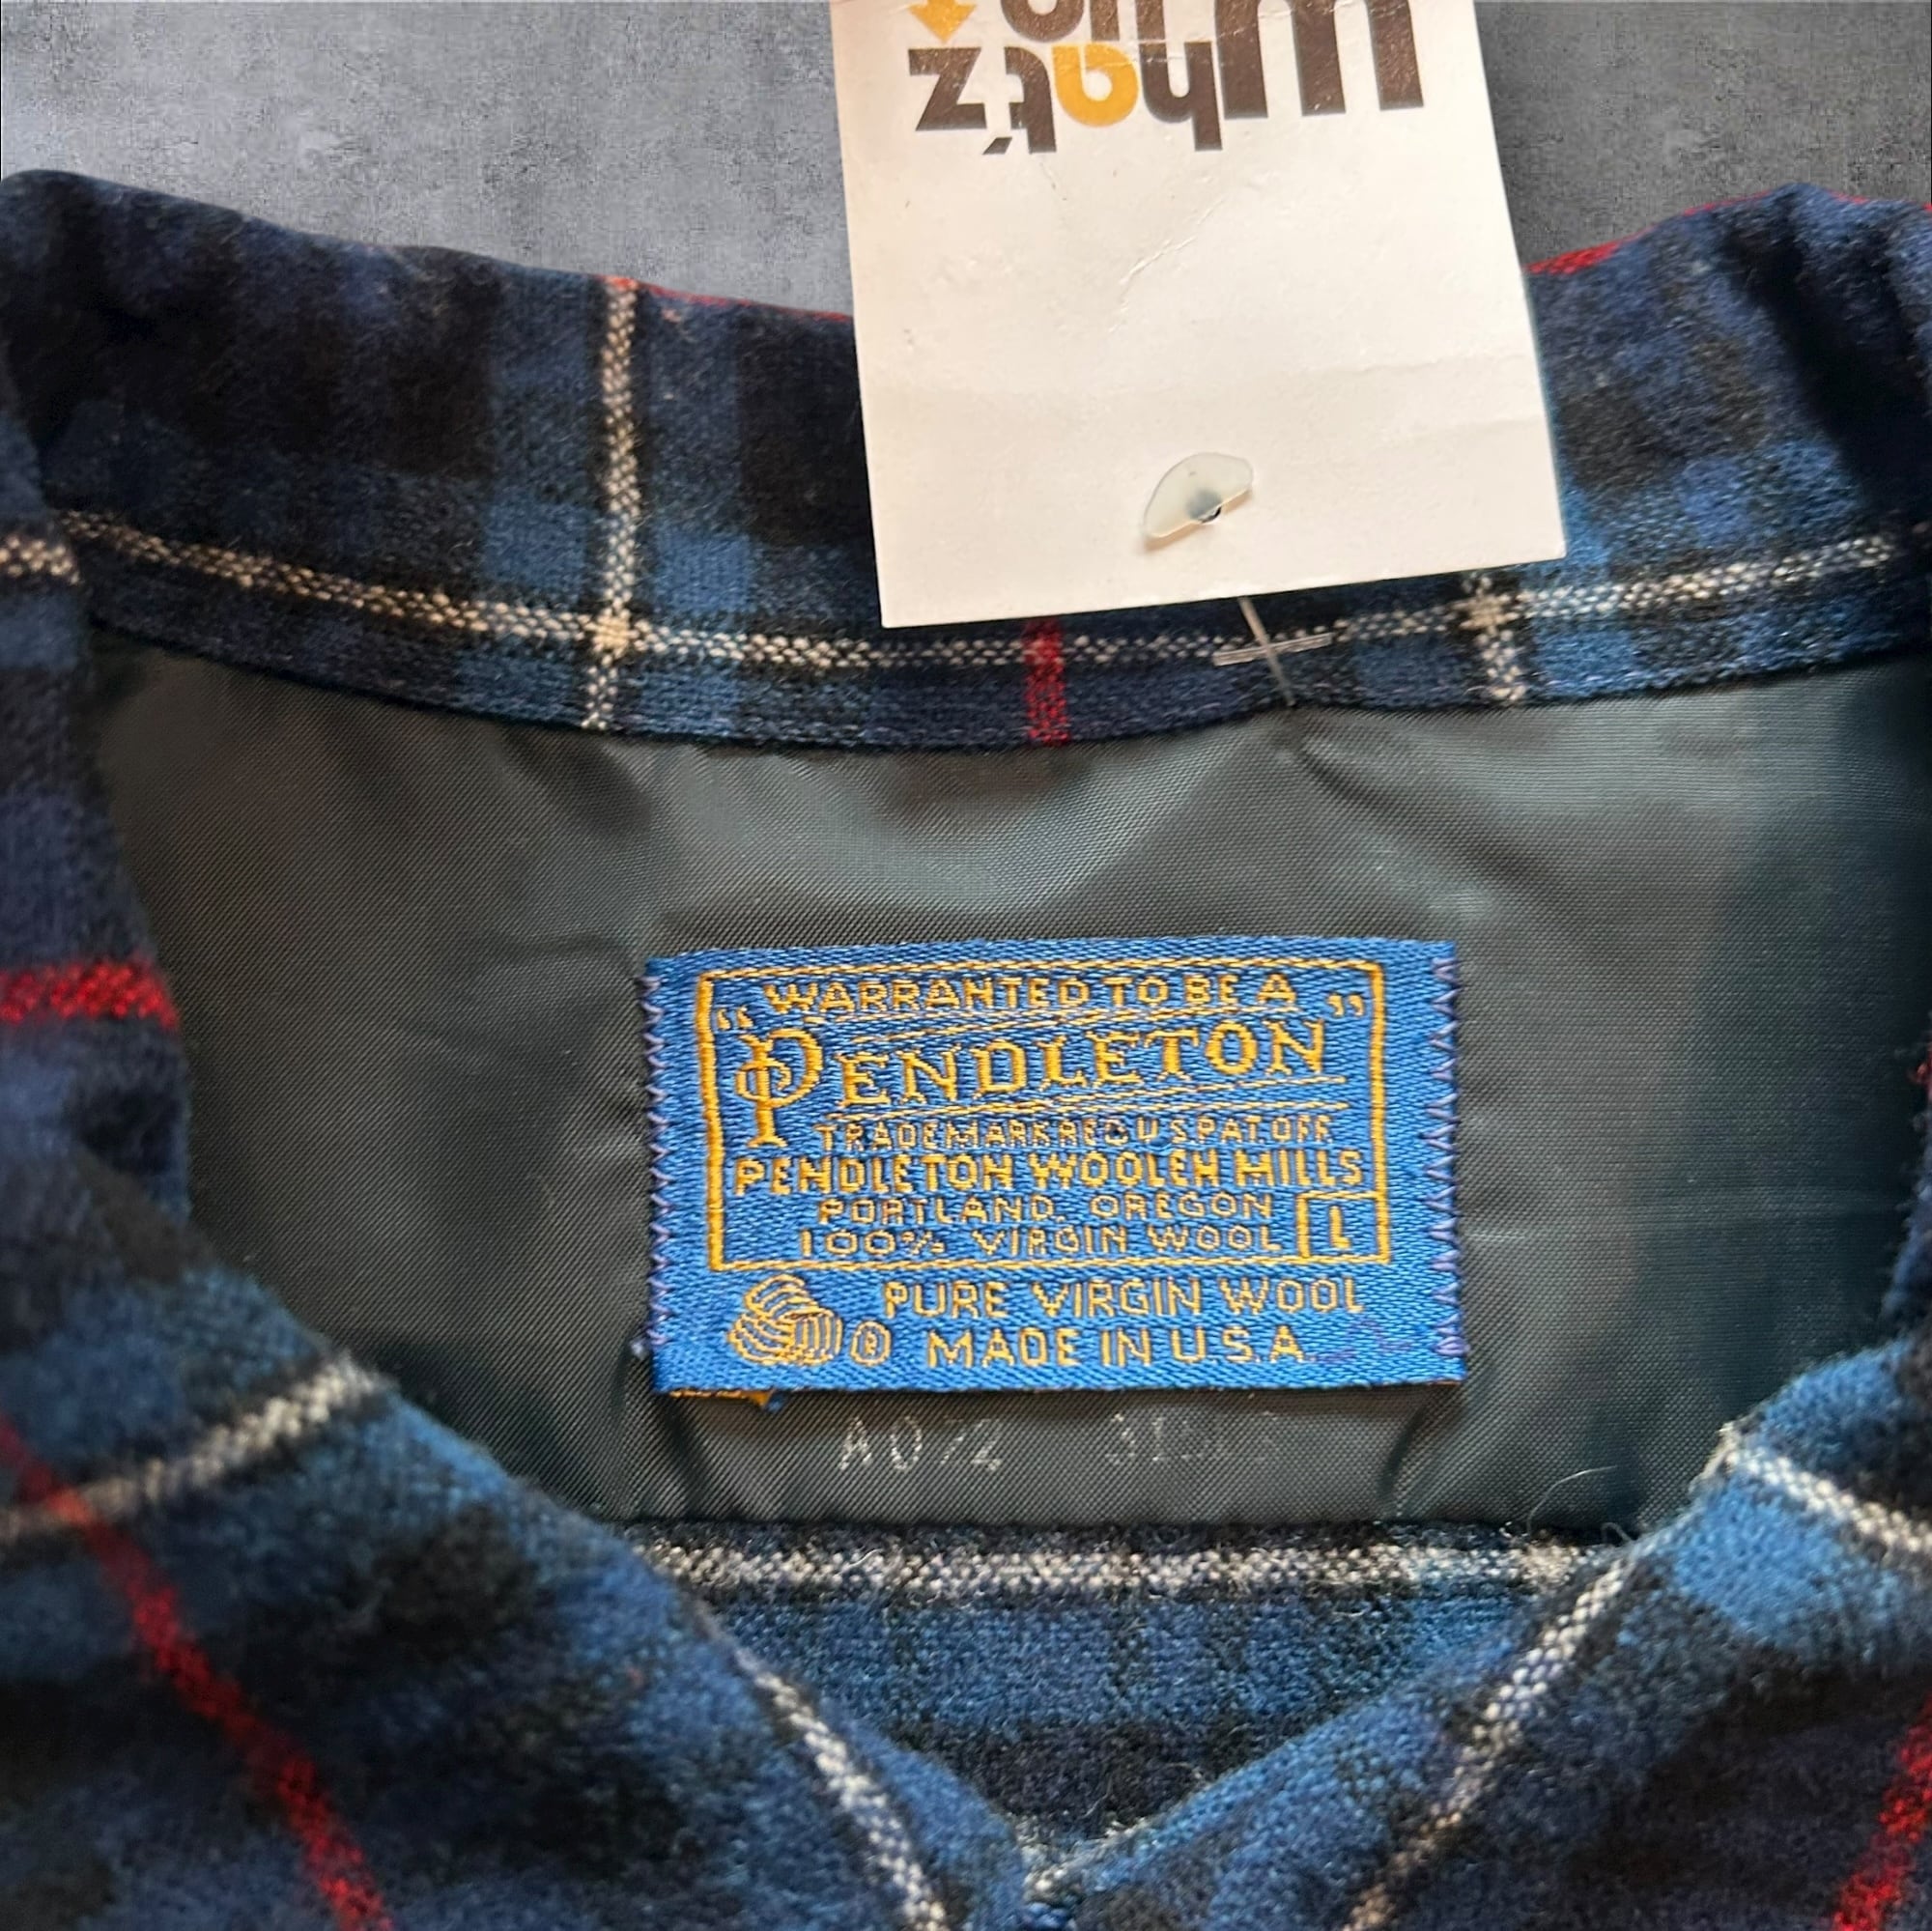 What'z
" WARRANTED TO BE A "
PENDLETON
TRADE MARK REG U.S. PAT. OFF.
PENDLETON WOOLEN MILLS
PORTLAND, OREGON
100% VIRGIN WOOL L
® PURE VIRGIN WOOL
MADE IN U.S.A.